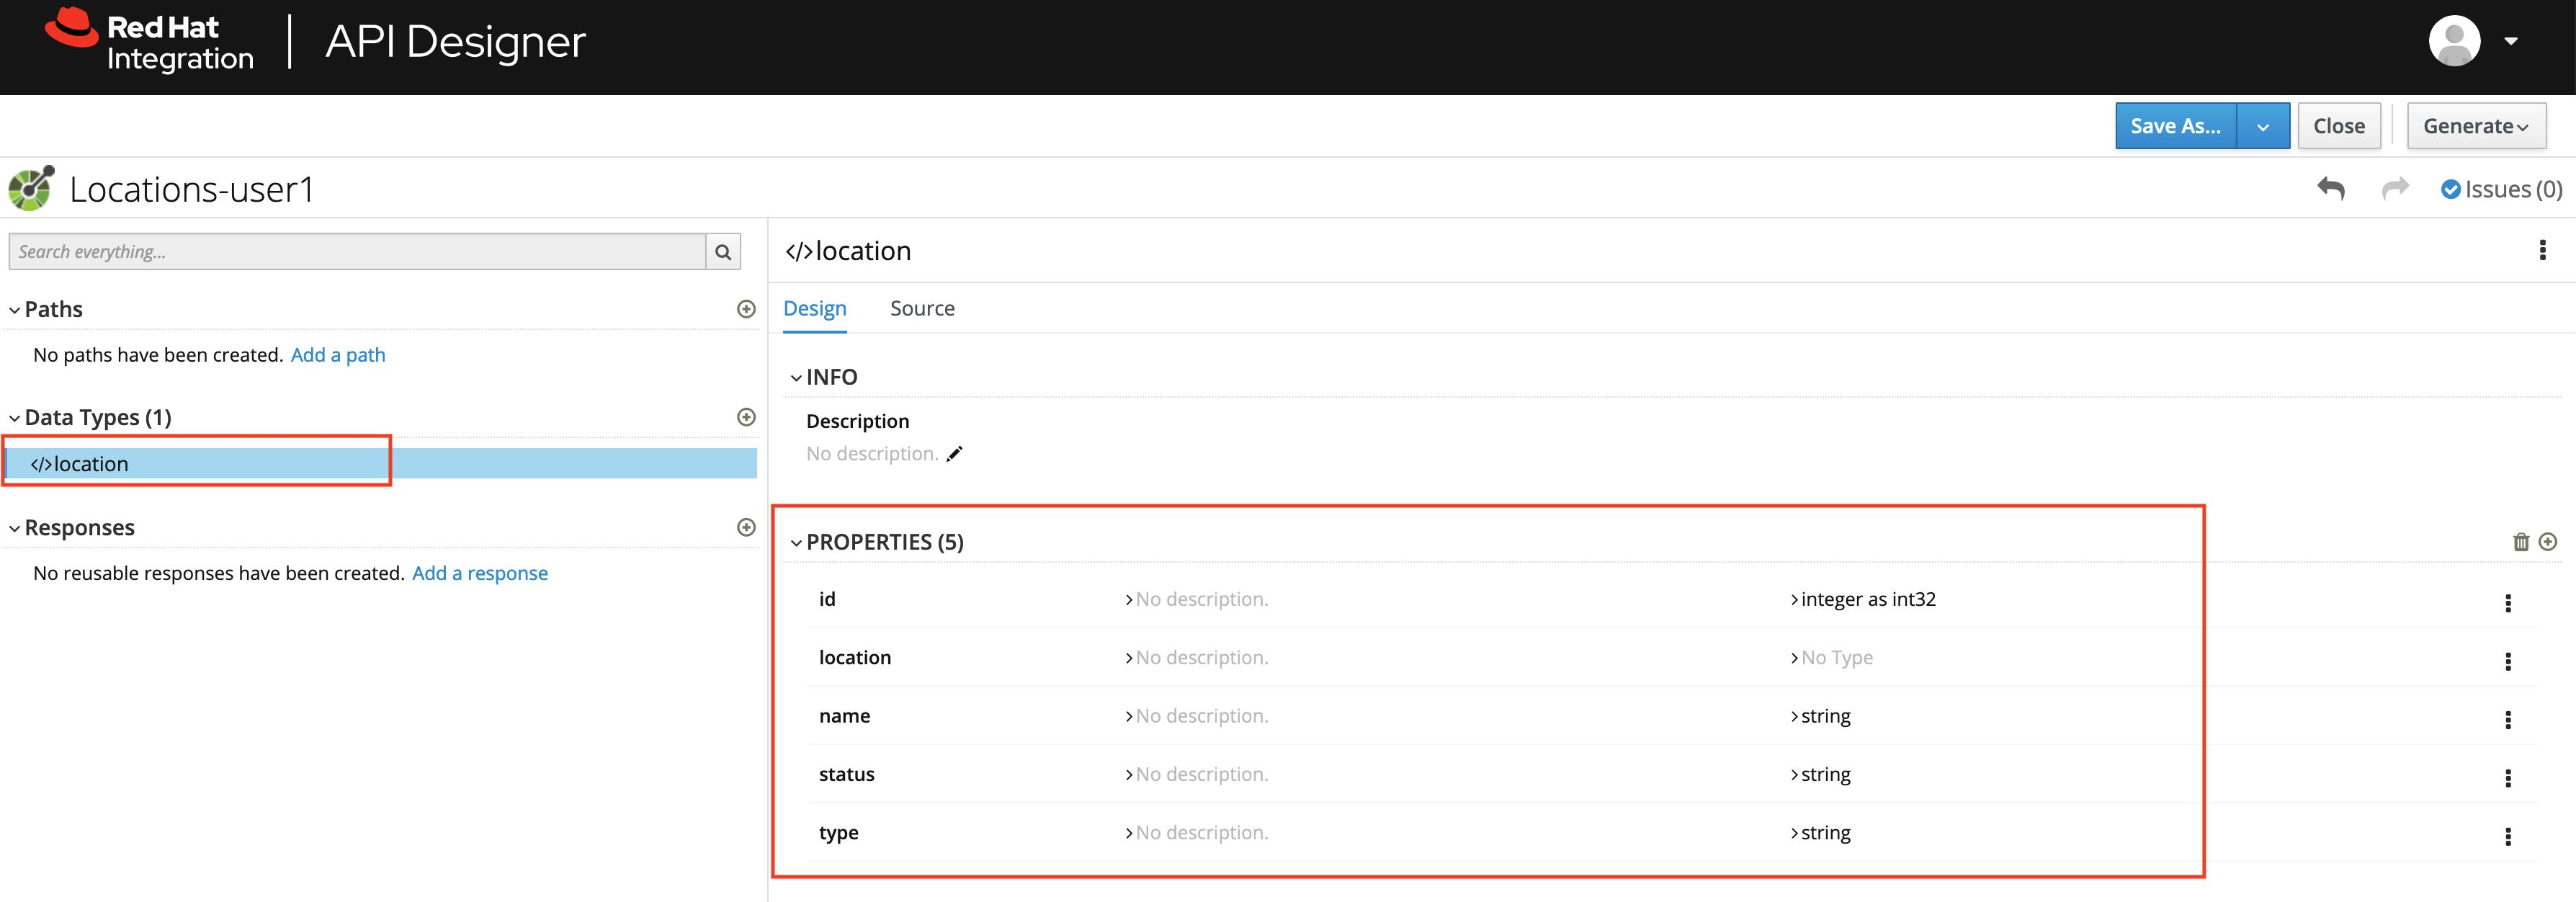 Red Hat
Integration
API Designer
Save As...
Close
Generate
Locations-user1
Issues (0)
Search everything...
Paths
No paths have been created. Add a path
Data Types (1)
</>location
Responses
No reusable responses have been created. Add a response
</>location
Design Source
INFO
Description
No description.
PROPERTIES (5)
id No description. integer as int32
location No description. No Type
name No description. string
status No description. string
type No description. string